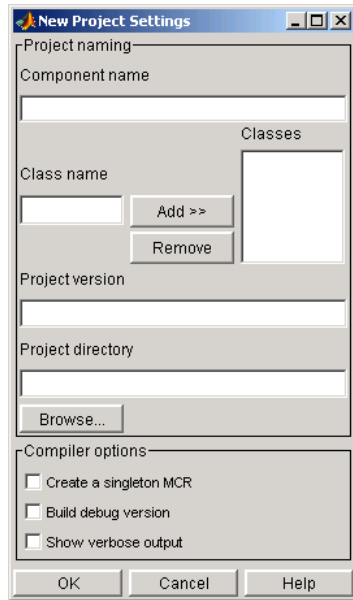 New Project Settings
Project naming
Component name
Classes
Class name
Add >>
Remove
Project version
Project directory
Browse...
Compiler options
Create a singleton MCR
Build debug version
Show verbose output
OK
Cancel
Help